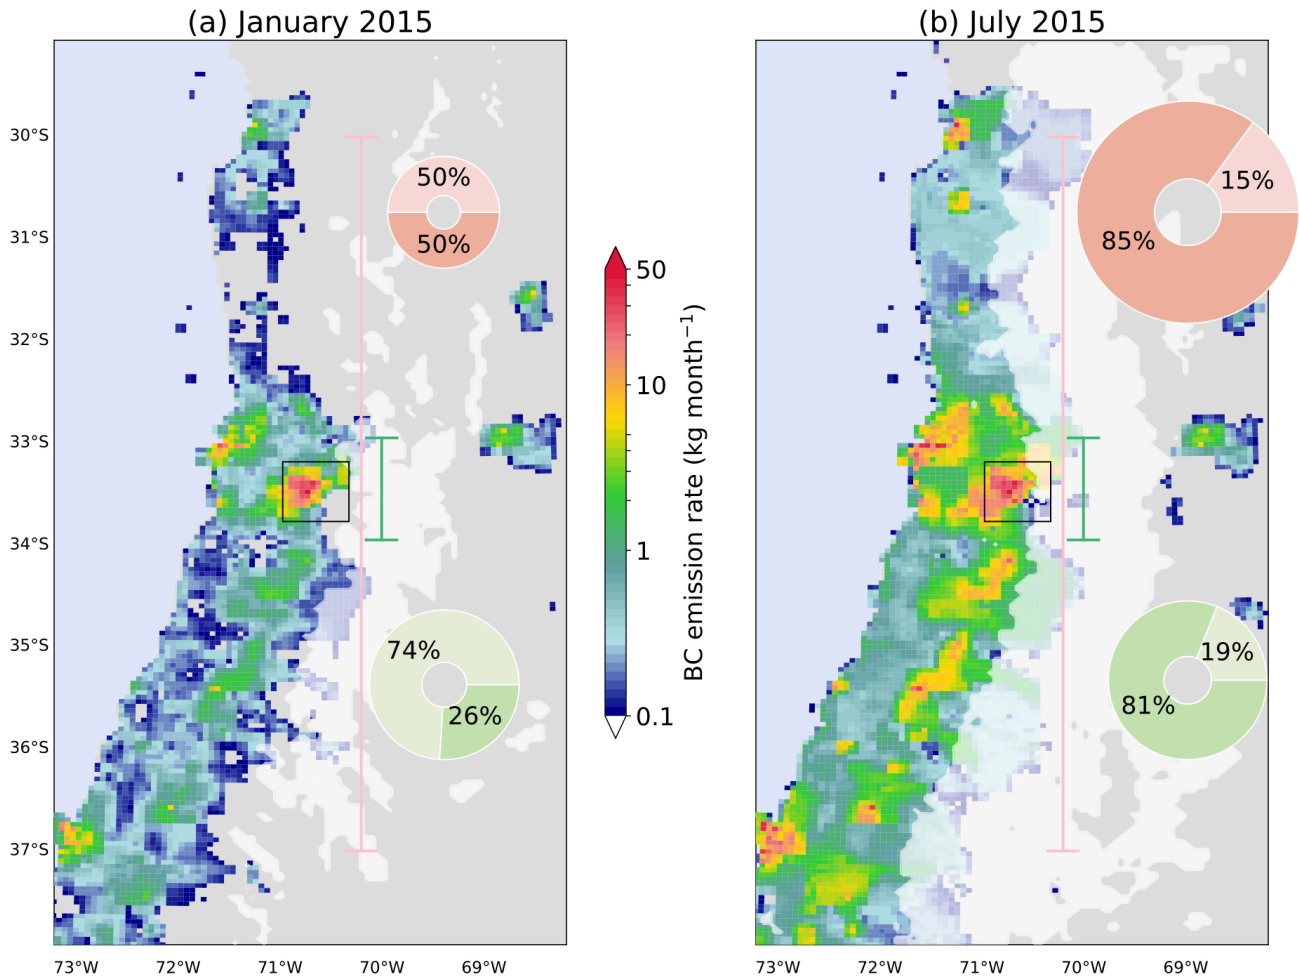 (a) January 2015
(b) July 2015
30°S
31°S
32°S
33°S
34°S
35°S
36°S
37°S
50%
50%
74%
26%
50
10
1
0.1
BC emission rate (kg month⁻¹)
15%
85%
19%
81%
73°W
72°W
71°W
70°W
69°W
73°W
72°W
71°W
70°W
69°W